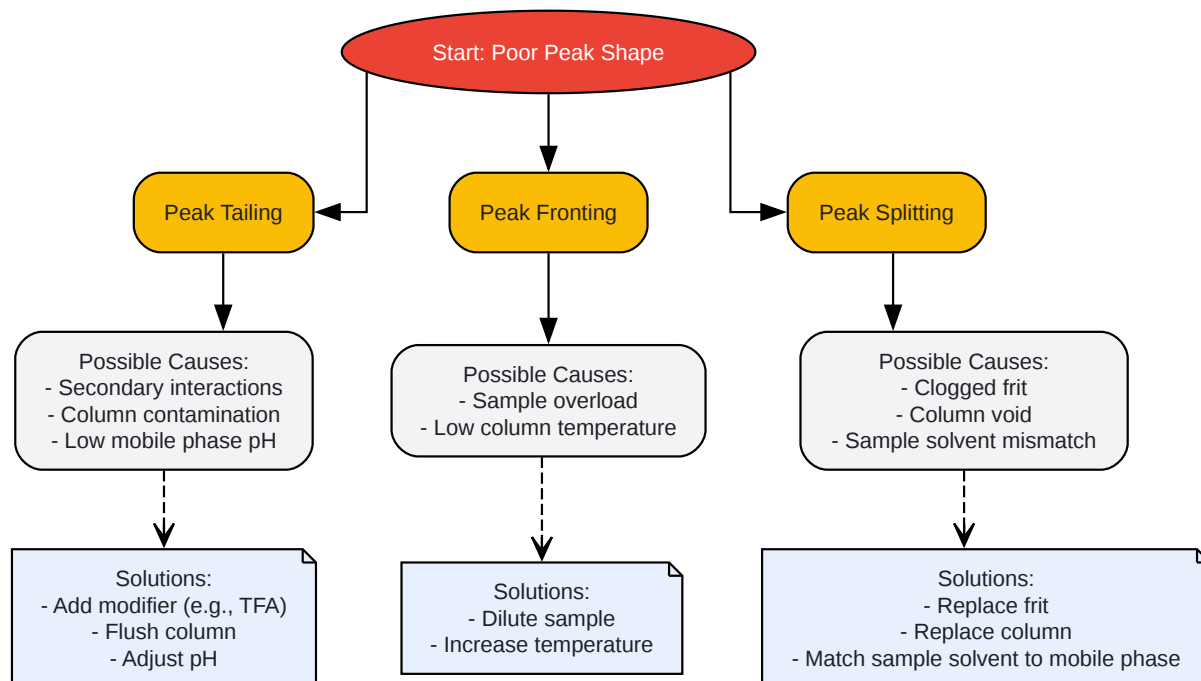 Start: Poor Peak Shape
Peak Tailing
Peak Fronting
Peak Splitting
Possible Causes:
- Secondary interactions
- Column contamination
- Low mobile phase pH
Possible Causes:
- Sample overload
- Low column temperature
Possible Causes:
- Clogged frit
- Column void
- Sample solvent mismatch
Solutions:
- Add modifier (e.g., TFA)
- Flush column
- Adjust pH
Solutions:
- Dilute sample
- Increase temperature
Solutions:
- Replace frit
- Replace column
- Match sample solvent to mobile phase